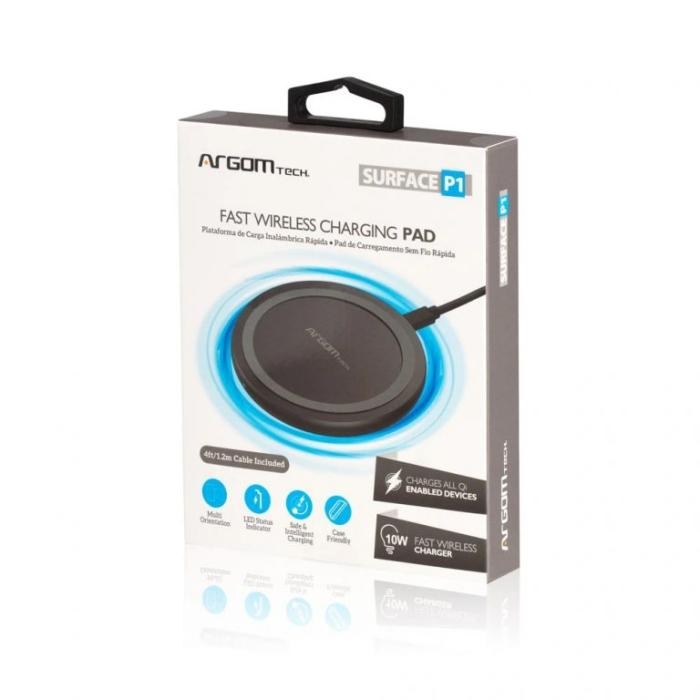 ARGOM TECH.
SURFACE P1
FAST WIRELESS CHARGING PAD
Plataforma de Carga Inalámbrica Rápida • Pad de Carregamento Sem Fio Rápida
ARGOM TECH
4ft/1.2m Cable Included
Multi
Orientation
LED Status
Indicator
Safe &
Intelligent
Charging
Case
Friendly
CHARGES ALL Qi
ENABLED DEVICES
10W
FAST WIRELESS
CHARGER
SURFACE P1
ARGOM TECH.